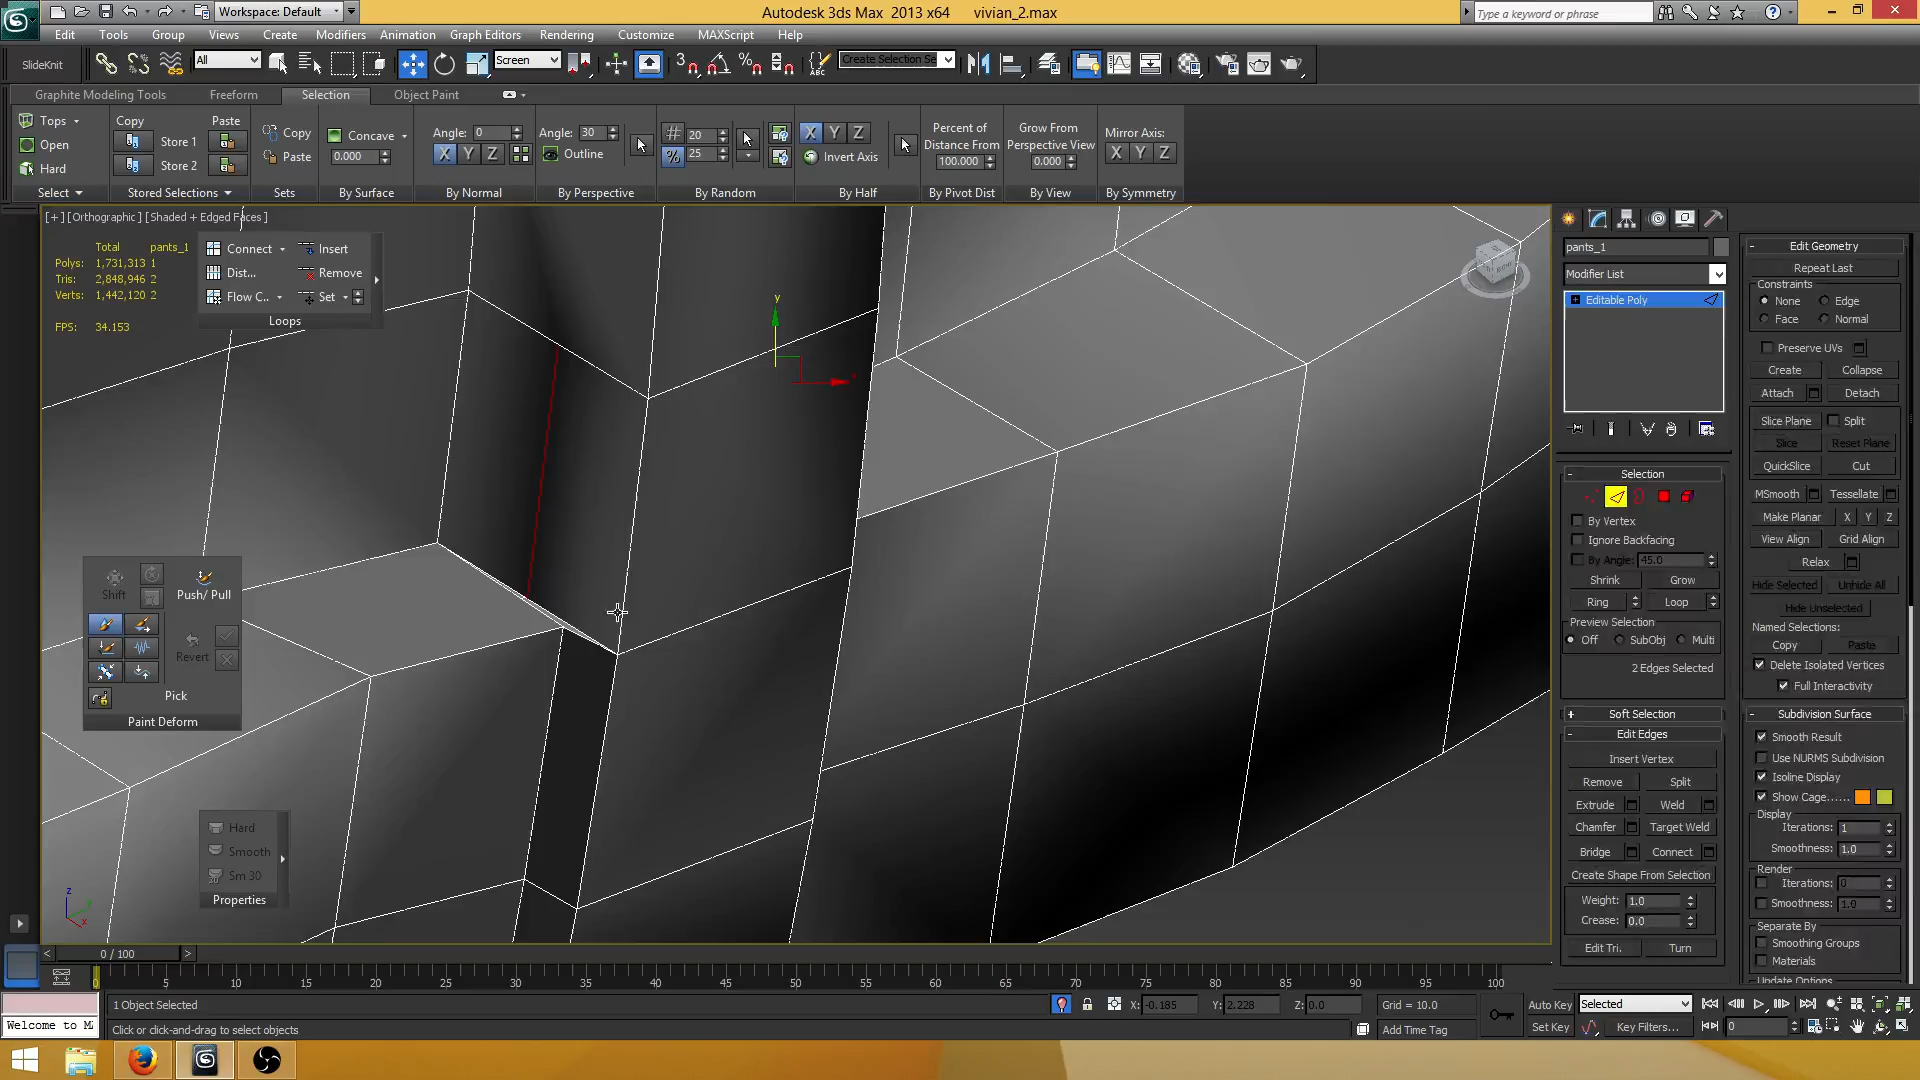 Workspace: Default
Autodesk 3ds Max 2013 x64 vivian_2.max
Type a keyword or phrase
Edit Tools Group Views Create Modifiers Animation Graph Editors Rendering Customize MAXScript Help
SlideKnit
All
Screen
3
Create Selection Se
Graphite Modeling Tools Freeform Selection Object Paint
Tops Copy Paste Copy Concave Angle: 0 Angle: 30 20 X Y Z Percent of Grow From Mirror Axis:
Open Store 1 Distance From Perspective View
Hard Store 2 Paste 0.000 X Y Z Outline % 25 Invert Axis 100.000 0.000 X Y Z
Select Stored Selections Sets By Surface By Normal By Perspective By Random By Half By Pivot Dist By View By Symmetry
[+] [Orthographic] [Shaded + Edged Faces]
Total pants_1
Polys: 1,731,313 1
Tris: 2,848,946 2
Verts: 1,442,120 2
FPS: 34.153
Connect Insert
Dist... Remove
Flow C... Set
Loops
y
Shift Push/ Pull
Revert
Pick
Paint Deform
Hard
Smooth
Sm 30
Properties
z
x
pants_1
Modifier List
Editable Poly
Selection
By Vertex
Ignore Backfacing
By Angle: 45.0
Shrink Grow
Ring Loop
Preview Selection
Off SubObj Multi
2 Edges Selected
Soft Selection
Edit Edges
Insert Vertex
Remove Split
Extrude Weld
Chamfer Target Weld
Bridge Connect
Create Shape From Selection
Weight: 1.0
Crease: 0.0
Edit Tri. Turn
Edit Geometry
Repeat Last
Constraints
None Edge
Face Normal
Preserve UVs
Create Collapse
Attach Detach
Slice Plane Split
Slice Reset Plane
QuickSlice Cut
MSmooth Tessellate
Make Planar X Y Z
View Align Grid Align
Relax
Hide Selected Unhide All
Hide Unselected
Named Selections:
Copy Paste
Delete Isolated Vertices
Full Interactivity
Subdivision Surface
Smooth Result
Use NURMS Subdivision
Isoline Display
Show Cage......
Display
Iterations: 1
Smoothness: 1.0
Render
Iterations: 0
Smoothness: 1.0
Separate By
Smoothing Groups
Materials
Update Options
< 0 / 100 >
0 5 10 15 20 25 30 35 40 45 50 55 60 65 70 75 80 85 90 95 100
1 Object Selected X: -0.185 Y: 2.228 Z: 0.0 Grid = 10.0 Auto Key Selected
Welcome to M Click or click-and-drag to select objects Add Time Tag Set Key Key Filters... 0